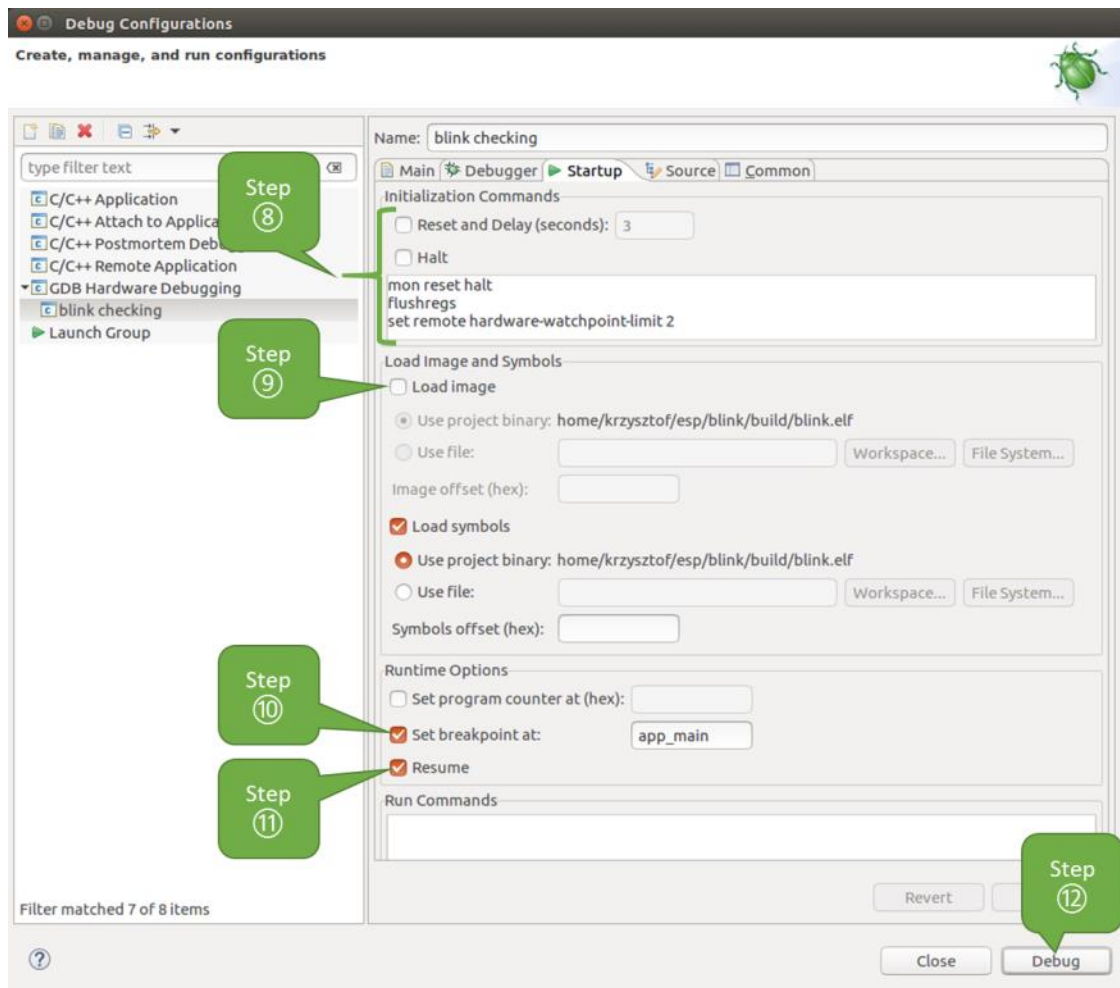 Debug Configurations
Create, manage, and run configurations
type filter text
C/C++ Application
C/C++ Attach to Applica
C/C++ Postmortem Debug
C/C++ Remote Application
GDB Hardware Debugging
blink checking
Launch Group
Filter matched 7 of 8 items
Name: blink checking
Main Debugger Startup Source Common
Initialization Commands
Reset and Delay (seconds): 3
Halt
mon reset halt
flushregs
set remote hardware-watchpoint-limit 2
Load Image and Symbols
Load image
Use project binary: home/krzysztof/esp/blink/build/blink.elf
Use file: Workspace... File System...
Image offset (hex):
Load symbols
Use project binary: home/krzysztof/esp/blink/build/blink.elf
Use file: Workspace... File System...
Symbols offset (hex):
Runtime Options
Set program counter at (hex):
Set breakpoint at: app_main
Resume
Run Commands
Revert
Close Debug
Step
⑧
Step
⑨
Step
⑩
Step
⑪
Step
⑫